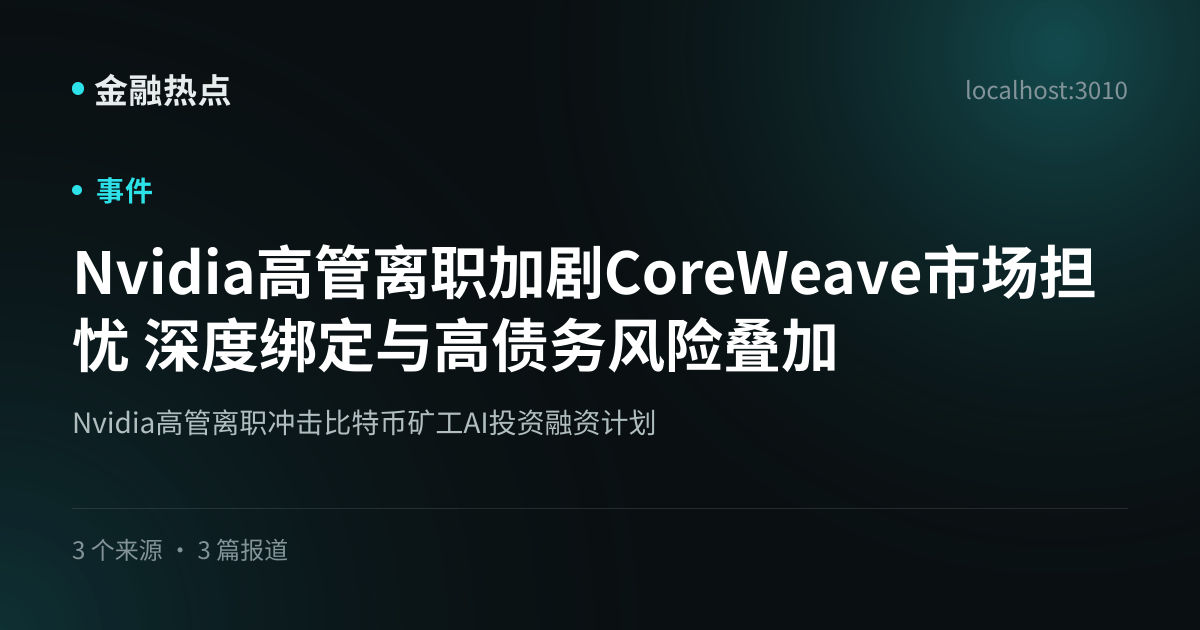 金融热点
localhost:3010
事件
Nvidia高管离职加剧CoreWeave市场担
忧 深度绑定与高债务风险叠加
Nvidia高管离职冲击比特币矿工AI投资融资计划
3 个来源 · 3 篇报道